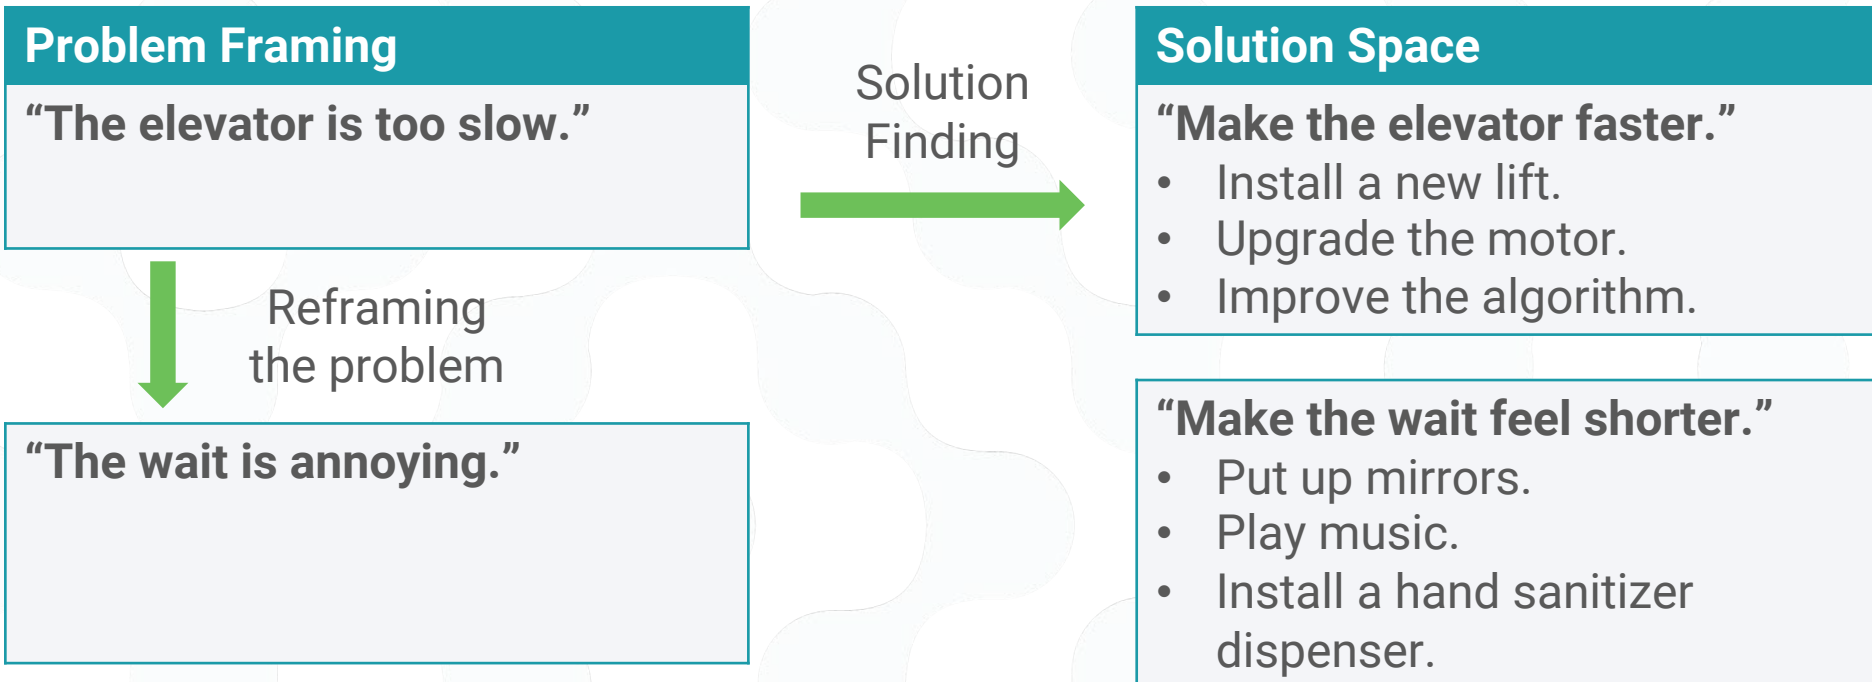 Problem Framing
“The elevator is too slow.”
Reframing
the problem
“The wait is annoying.”
Solution
Finding
Solution Space
“Make the elevator faster.”
• Install a new lift.
• Upgrade the motor.
• Improve the algorithm.
“Make the wait feel shorter.”
• Put up mirrors.
• Play music.
• Install a hand sanitizer
dispenser.